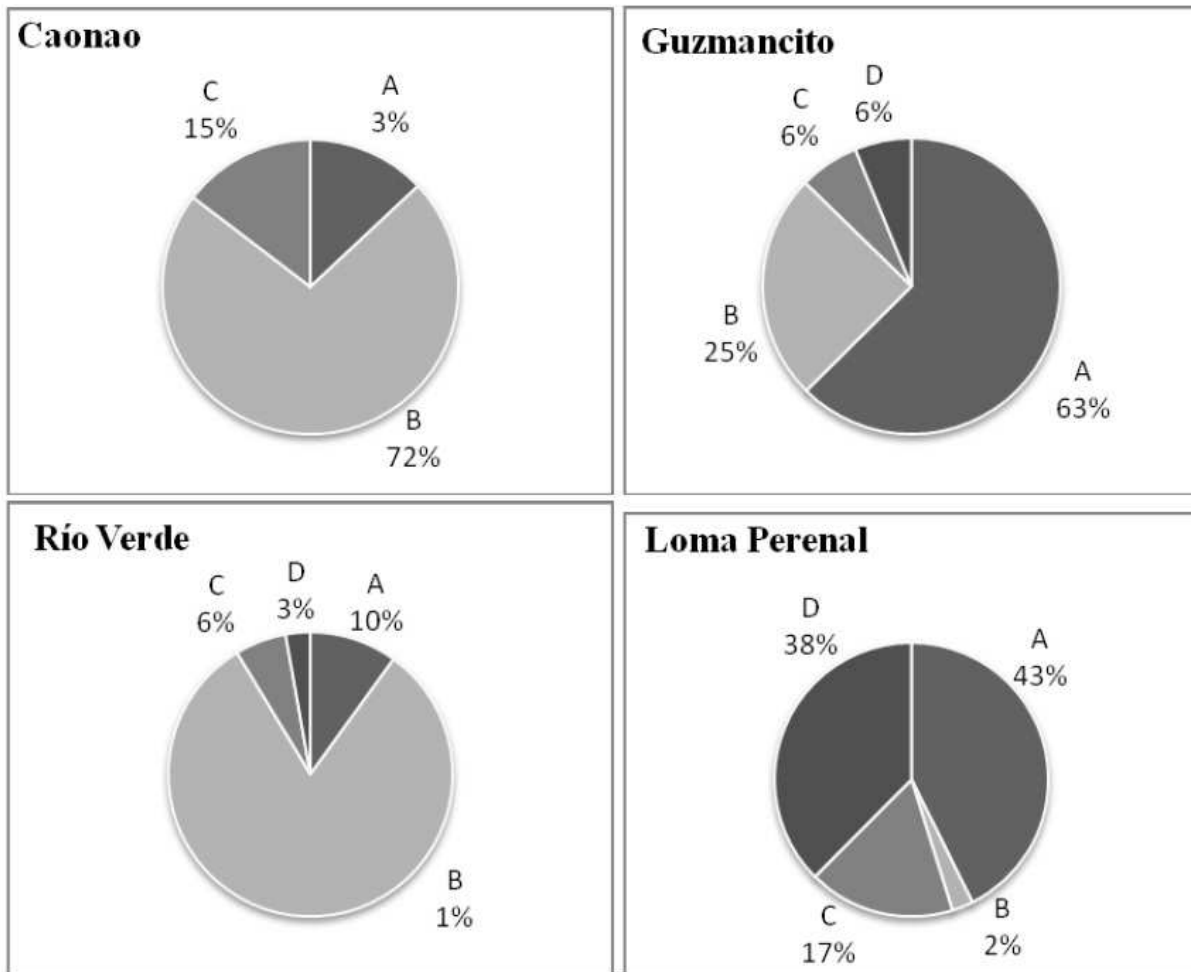 Caonao
C
15%
A
3%
B
72%
Guzmancito
C
6%
D
6%
B
25%
A
63%
Río Verde
C
6%
D
3%
A
10%
B
1%
Loma Perenal
D
38%
A
43%
C
17%
B
2%